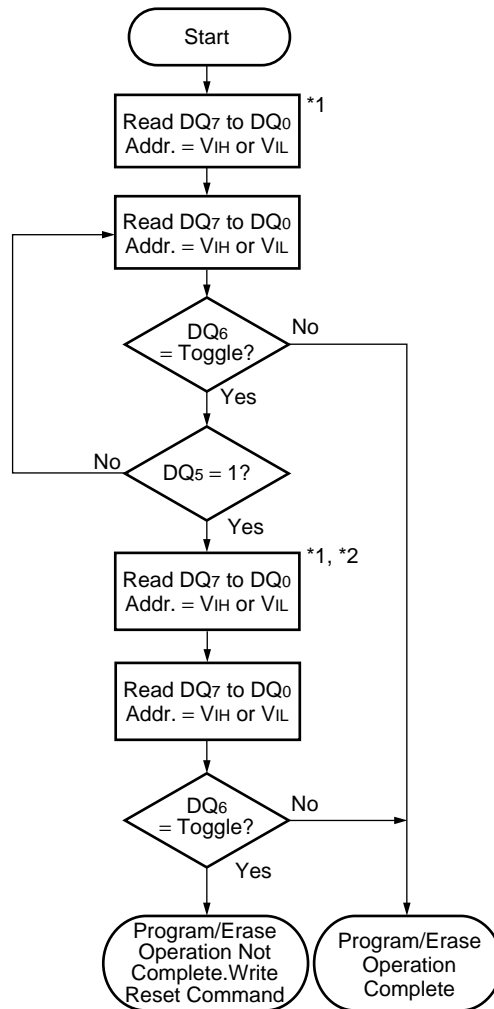 Start
*1
Read DQ7 to DQ0
Addr. = VIH or VIL
Read DQ7 to DQ0
Addr. = VIH or VIL
DQ6
= Toggle?
No
Yes
No
DQ5 = 1?
Yes
*1, *2
Read DQ7 to DQ0
Addr. = VIH or VIL
Read DQ7 to DQ0
Addr. = VIH or VIL
DQ6
= Toggle?
No
Yes
Program/Erase
Operation Not
Complete.Write
Reset Command
Program/Erase
Operation
Complete